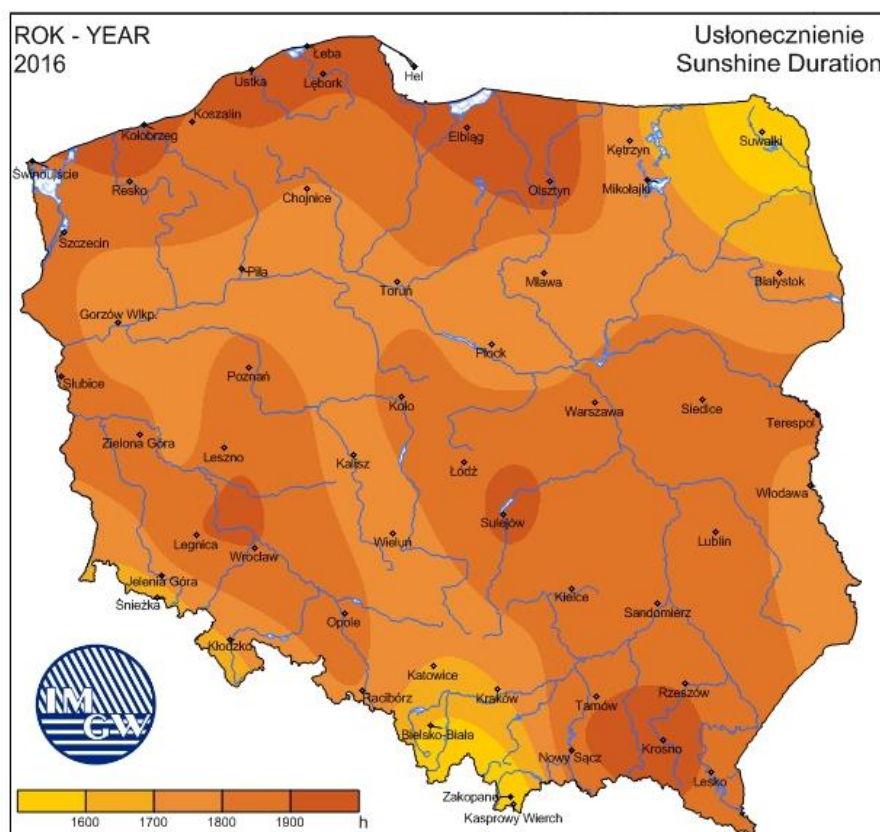 ROK - YEAR
2016
Usłonecznienie
Sunshine Duration
Łeba
Ustka
Lębork
Hel
Koszalin
Kołobrzeg
Elbląg
Suwałki
Kętrzyn
Świnoujście
Resko
Chojnice
Olsztyn
Mikołajki
Szczecin
Piła
Toruń
Mława
Białystok
Gorzów Wlkp.
Płock
Słubice
Poznań
Koło
Warszawa
Siedlce
Terespol
Zielona Góra
Leszno
Kalisz
Łódź
Włodawa
Sulejów
Legnica
Wrocław
Wieluń
Lublin
Jelenia Góra
Śnieżka
Kielce
Sandomierz
Opole
Kłodzko
Katowice
Racibórz
Kraków
Tarnów
Rzeszów
IM
GW
Bielsko-Biała
Nowy Sącz
Krosno
Lesko
Zakopane
Kasprowy Wierch
1600 1700 1800 1900 h